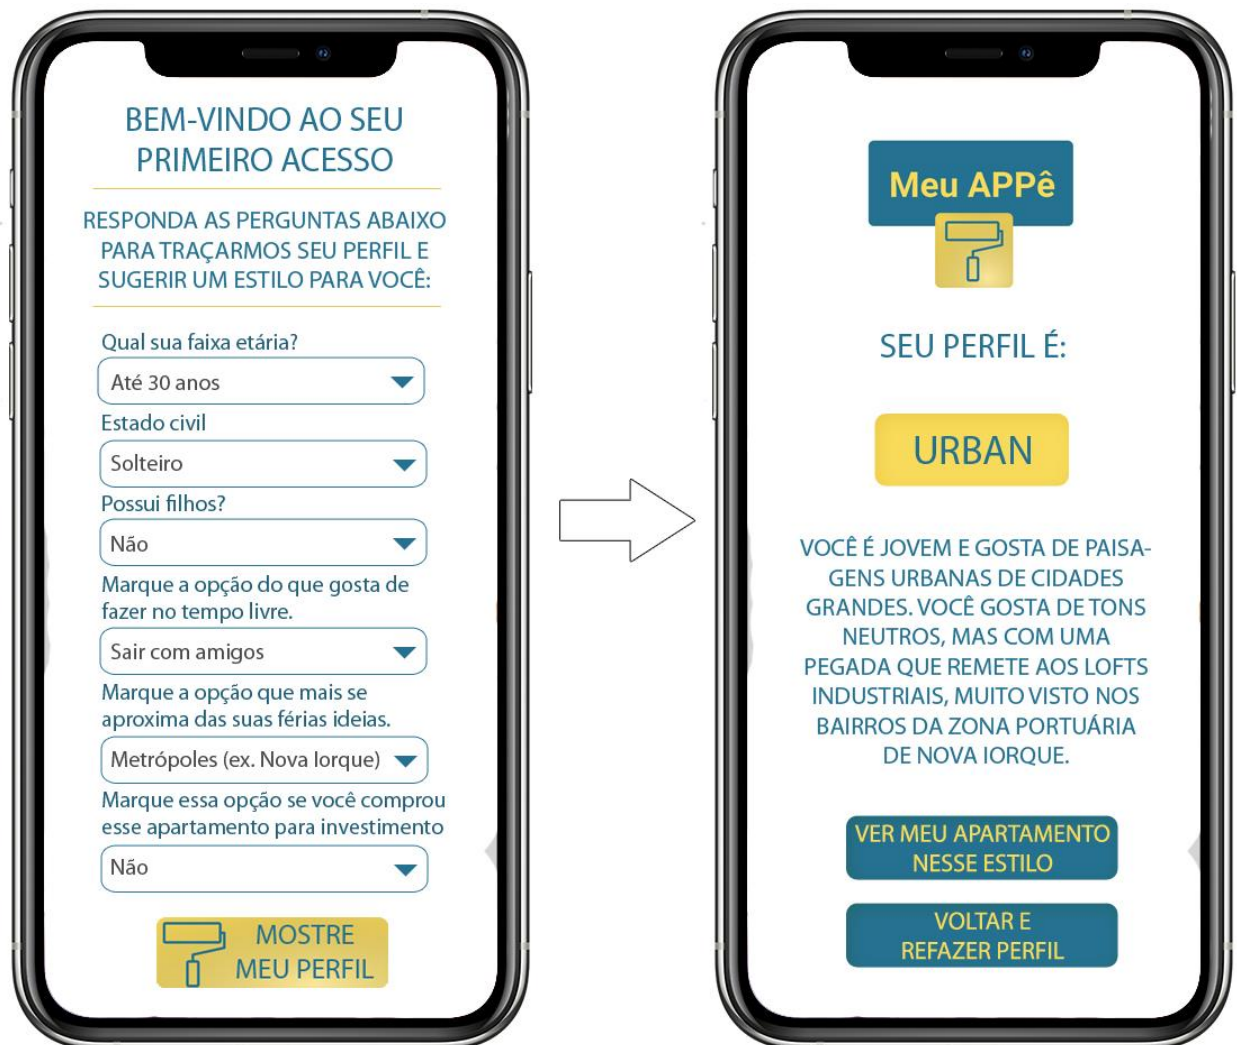 BEM-VINDO AO SEU
PRIMEIRO ACESSO
RESPONDA AS PERGUNTAS ABAIXO
PARA TRAÇARMOS SEU PERFIL E
SUGERIR UM ESTILO PARA VOCÊ:
Qual sua faixa etária?
Até 30 anos
Estado civil
Solteiro
Possui filhos?
Não
Marque a opção do que gosta de
fazer no tempo livre.
Sair com amigos
Marque a opção que mais se
aproxima das suas férias ideias.
Metrópoles (ex. Nova Iorque)
Marque essa opção se você comprou
esse apartamento para investimento
Não
MOSTRE
MEU PERFIL
Meu APPê
SEU PERFIL É:
URBAN
VOCÊ É JOVEM E GOSTA DE PAISA-
GENS URBANAS DE CIDADES
GRANDES. VOCÊ GOSTA DE TONS
NEUTROS, MAS COM UMA
PEGADA QUE REMETE AOS LOFTS
INDUSTRIAIS, MUITO VISTO NOS
BAIRROS DA ZONA PORTUÁRIA
DE NOVA IORQUE.
VER MEU APARTAMENTO
NESSE ESTILO
VOLTAR E
REFAZER PERFIL